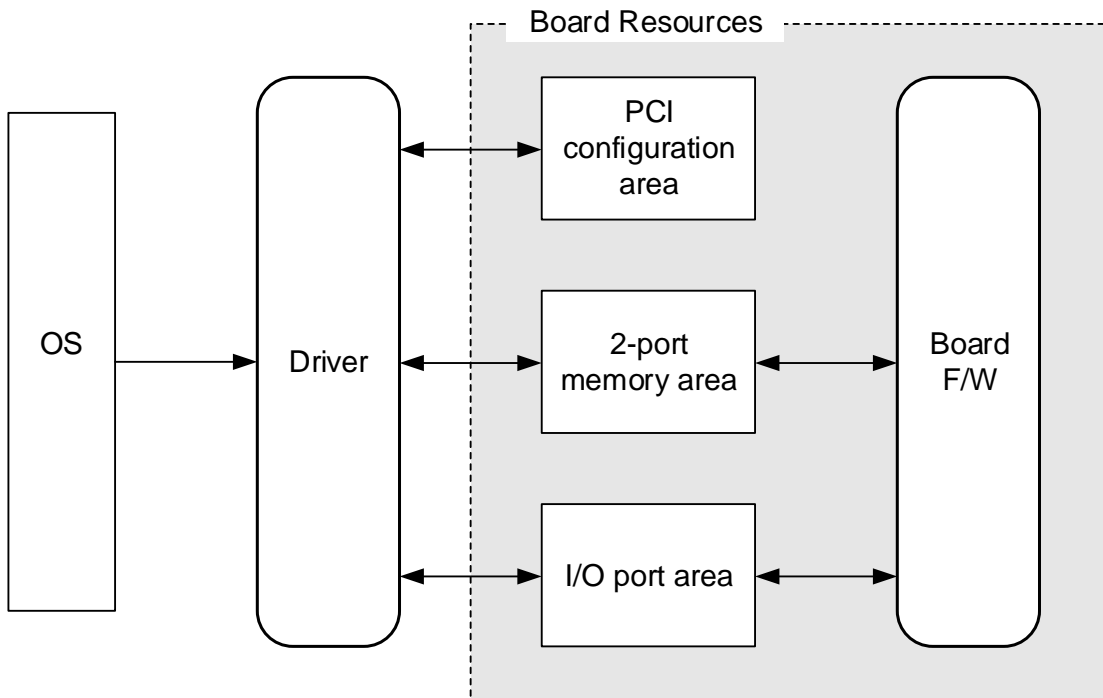 Board Resources
PCI
configuration
area
OS
Driver
2-port
memory area
Board
F/W
I/O port area